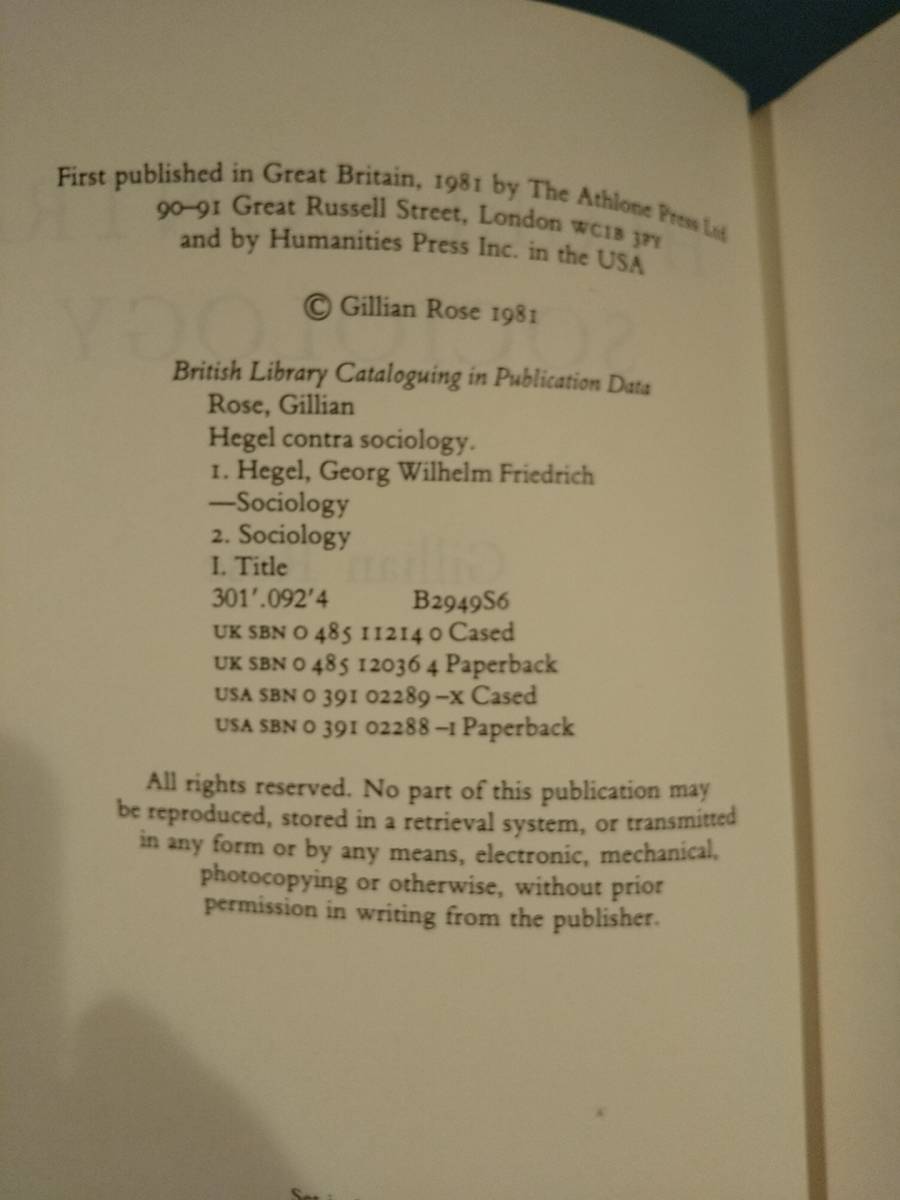 First published in Great Britain, 1981 by The Athlone Press Ltd
90–91 Great Russell Street, London WC1B 3PY
and by Humanities Press Inc. in the USA
© Gillian Rose 1981
British Library Cataloguing in Publication Data
Rose, Gillian
Hegel contra sociology.
1. Hegel, Georg Wilhelm Friedrich
—Sociology
2. Sociology
I. Title
301'.092'4 B2949S6
UK SBN 0 485 11214 0 Cased
UK SBN 0 485 12036 4 Paperback
USA SBN 0 391 02289–X Cased
USA SBN 0 391 02288–1 Paperback
All rights reserved. No part of this publication may
be reproduced, stored in a retrieval system, or transmitted
in any form or by any means, electronic, mechanical,
photocopying or otherwise, without prior
permission in writing from the publisher.